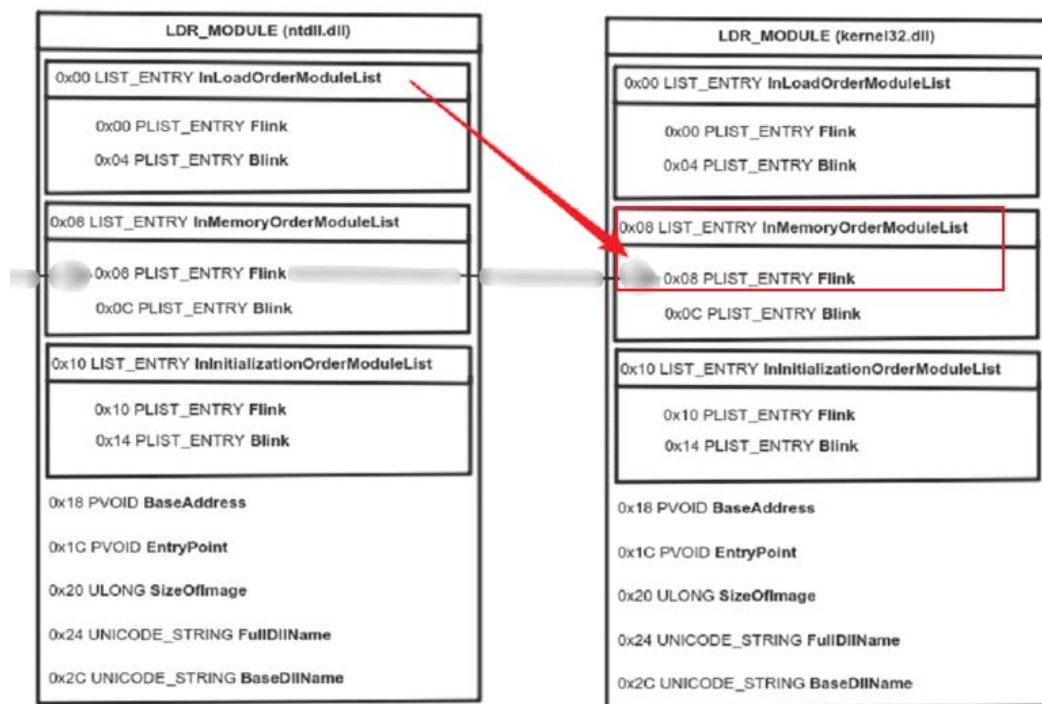 LDR_MODULE (ntdll.dll)
0x00 LIST_ENTRY InLoadOrderModuleList
0x00 PLIST_ENTRY Flink
0x04 PLIST_ENTRY Blink
0x08 LIST_ENTRY InMemoryOrderModuleList
0x08 PLIST_ENTRY Flink
0x0C PLIST_ENTRY Blink
0x10 LIST_ENTRY InInitializationOrderModuleList
0x10 PLIST_ENTRY Flink
0x14 PLIST_ENTRY Blink
0x18 PVOID BaseAddress
0x1C PVOID EntryPoint
0x20 ULONG SizeOfImage
0x24 UNICODE_STRING FullDllName
0x2C UNICODE_STRING BaseDllName
LDR_MODULE (kernel32.dll)
0x00 LIST_ENTRY InLoadOrderModuleList
0x00 PLIST_ENTRY Flink
0x04 PLIST_ENTRY Blink
0x08 LIST_ENTRY InMemoryOrderModuleList
0x08 PLIST_ENTRY Flink
0x0C PLIST_ENTRY Blink
0x10 LIST_ENTRY InInitializationOrderModuleList
0x10 PLIST_ENTRY Flink
0x14 PLIST_ENTRY Blink
0x18 PVOID BaseAddress
0x1C PVOID EntryPoint
0x20 ULONG SizeOfImage
0x24 UNICODE_STRING FullDllName
0x2C UNICODE_STRING BaseDllName